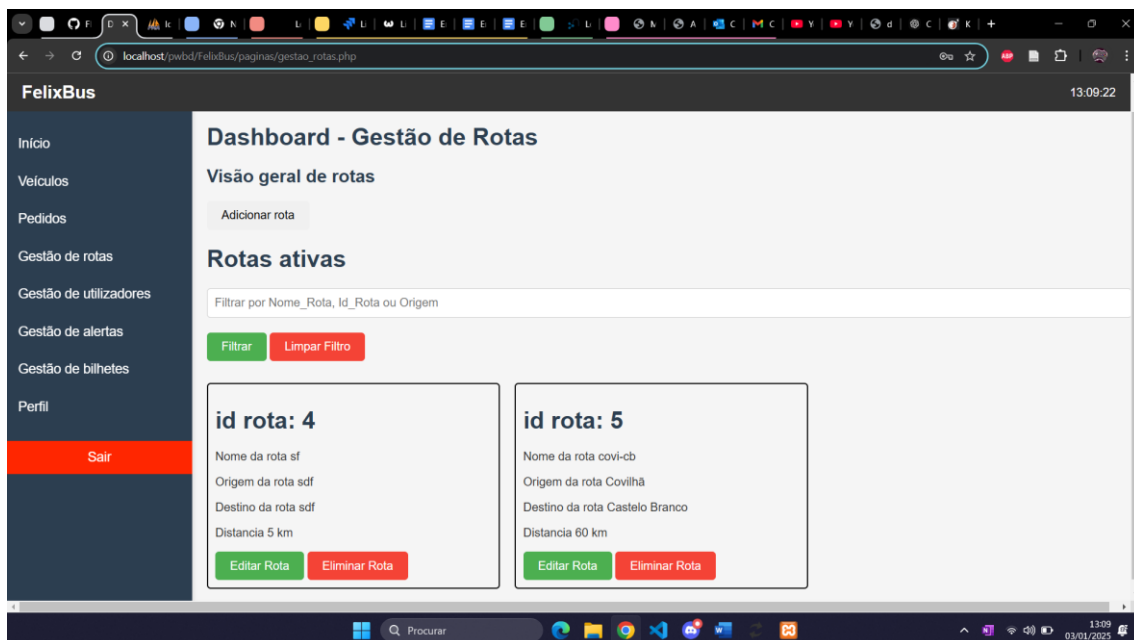 localhost/pwbd/FelixBus/paginas/gestao_rotas.php
FelixBus
13:09:22
Início
Veículos
Pedidos
Gestão de rotas
Gestão de utilizadores
Gestão de alertas
Gestão de bilhetes
Perfil
Sair
Dashboard - Gestão de Rotas
Visão geral de rotas
Adicionar rota
Rotas ativas
Filtrar por Nome_Rota, Id_Rota ou Origem
Filtrar Limpar Filtro
id rota: 4
Nome da rota sf
Origem da rota sdf
Destino da rota sdf
Distancia 5 km
Editar Rota Eliminar Rota
id rota: 5
Nome da rota covi-cb
Origem da rota Covilhã
Destino da rota Castelo Branco
Distancia 60 km
Editar Rota Eliminar Rota
Procurar
13:09
03/01/2025